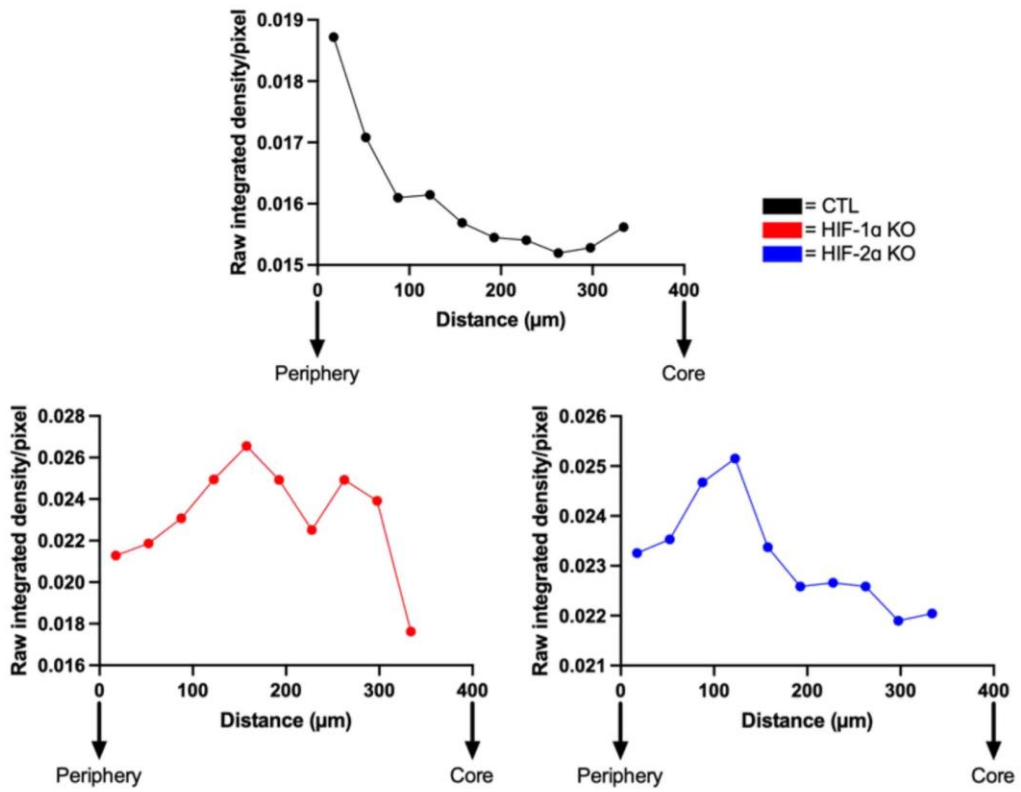 Raw integrated density/pixel
0.019
0.018
0.017
0.016
0.015
0 100 200 300 400
Distance (µm)
Periphery Core
= CTL
= HIF-1α KO
= HIF-2α KO
Raw integrated density/pixel
0.028
0.026
0.024
0.022
0.020
0.018
0.016
0 100 200 300 400
Distance (µm)
Periphery Core
Raw integrated density/pixel
0.026
0.025
0.024
0.023
0.022
0.021
0 100 200 300 400
Distance (µm)
Periphery Core